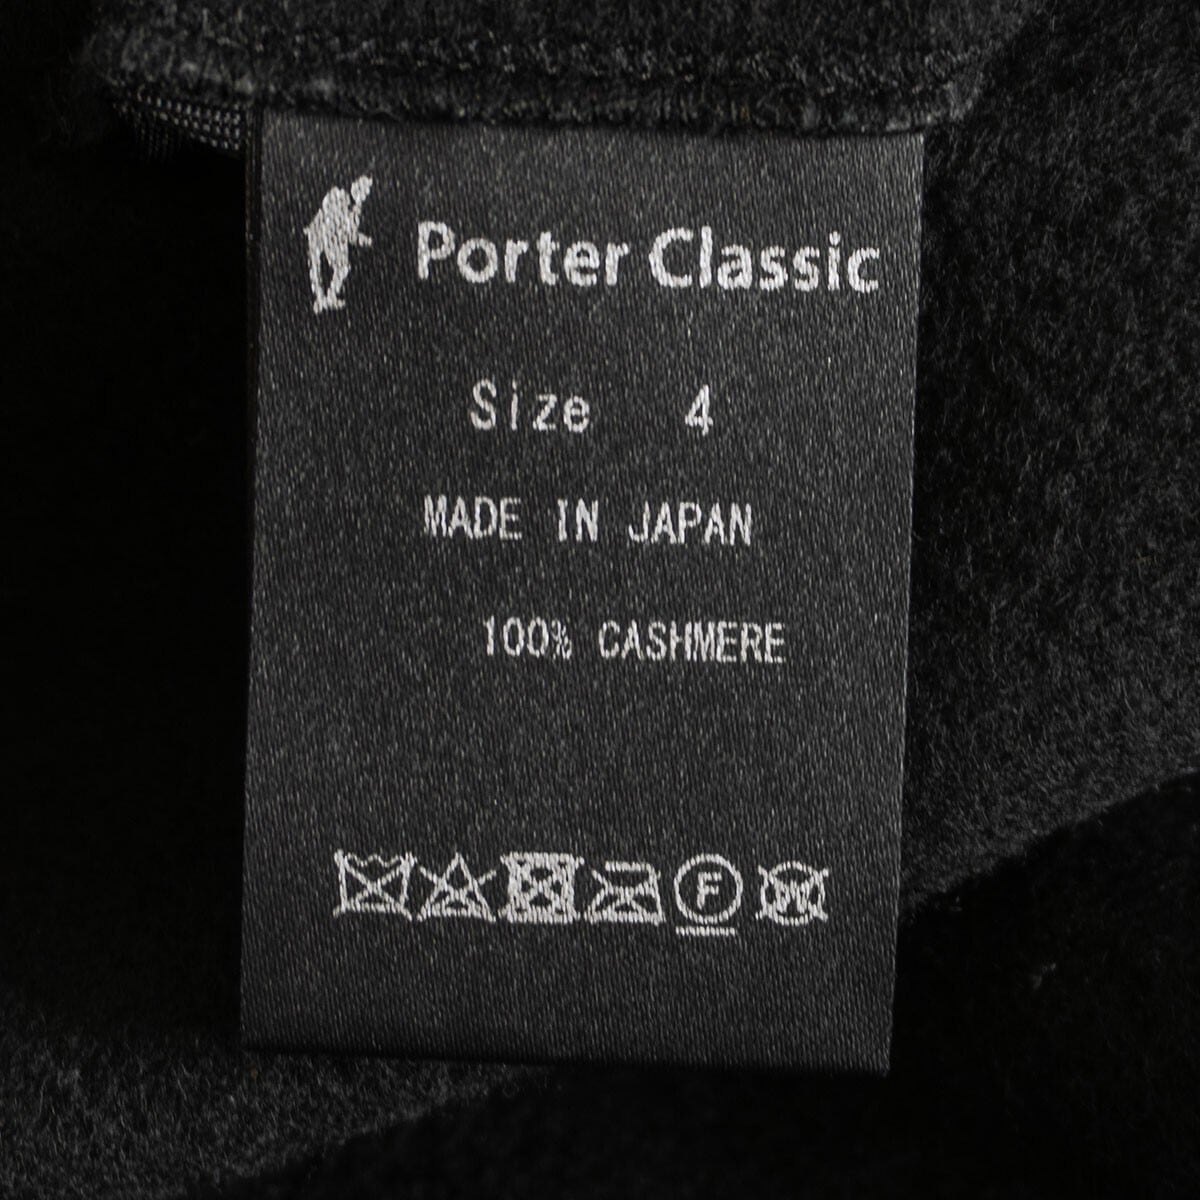 Porter Classic
Size 4
MADE IN JAPAN
100% CASHMERE
F
W